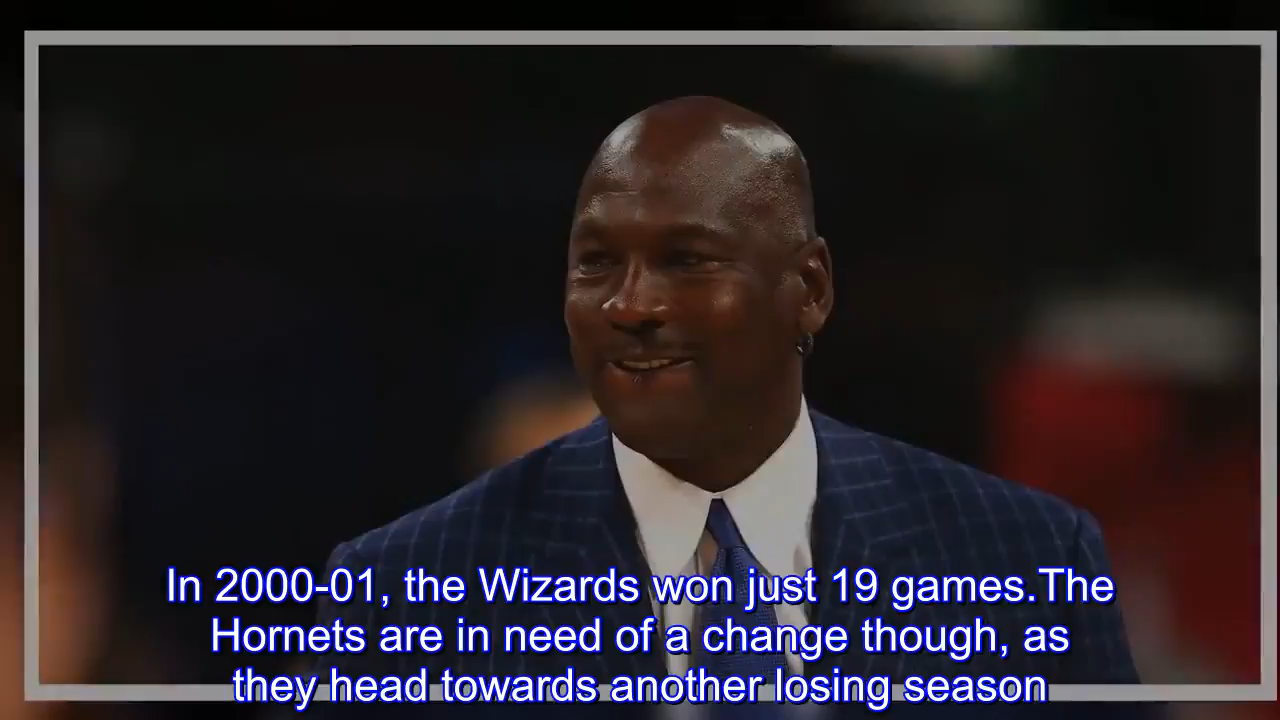 In 2000-01, the Wizards won just 19 games.The
Hornets are in need of a change though, as
they head towards another losing season